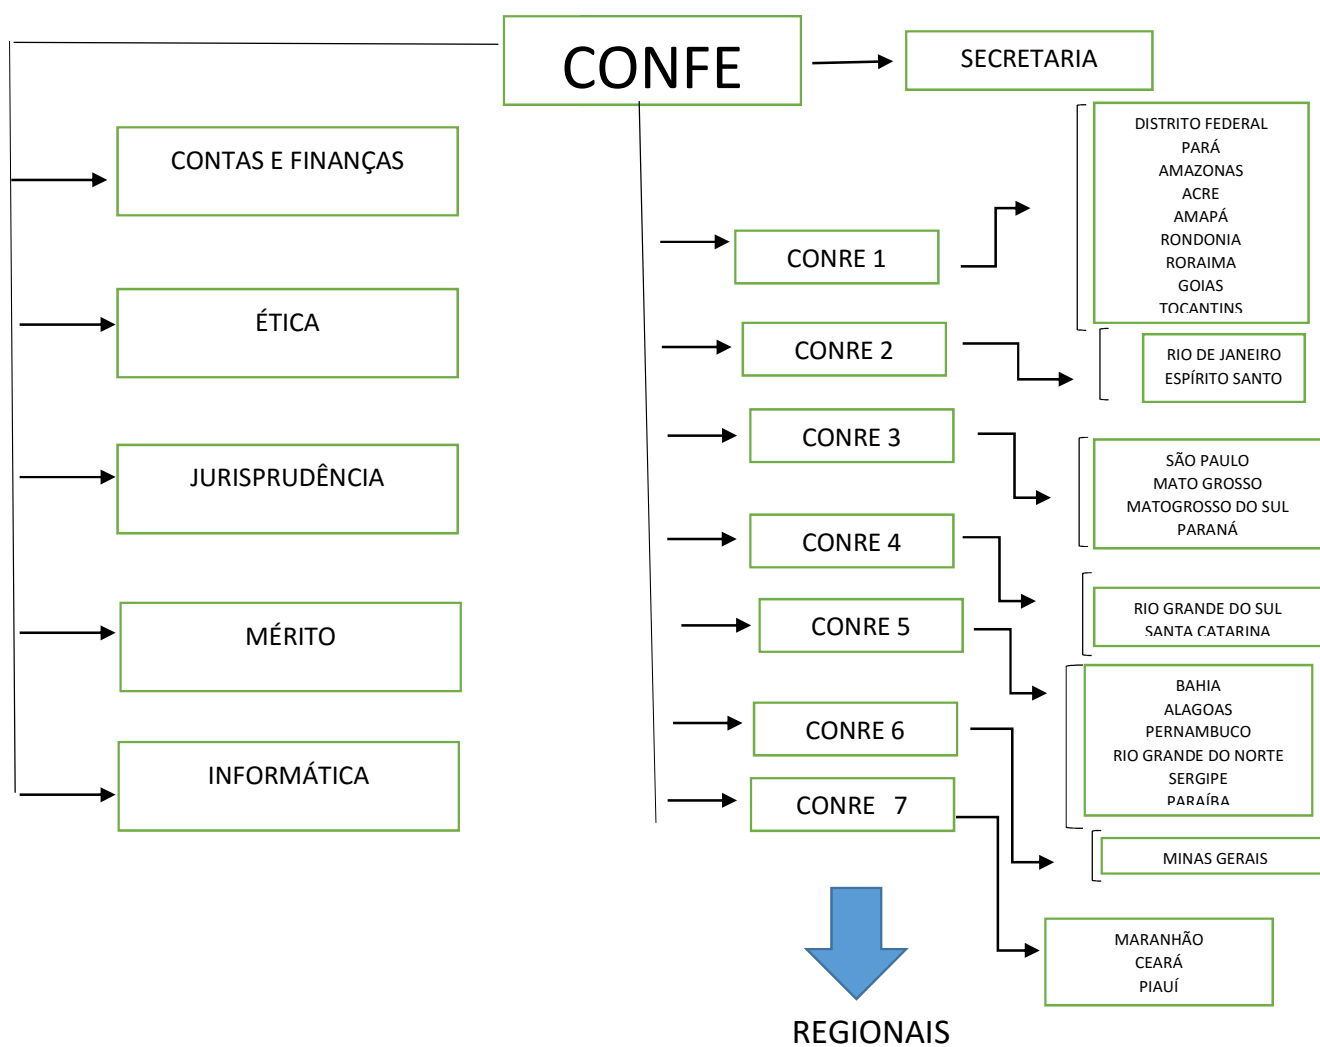 CONFE
SECRETARIA
CONTAS E FINANÇAS
ÉTICA
JURISPRUDÊNCIA
MÉRITO
INFORMÁTICA
CONRE 1
DISTRITO FEDERAL
PARÁ
AMAZONAS
ACRE
AMAPÁ
RONDONIA
RORAIMA
GOIAS
TOCANTINS
CONRE 2
RIO DE JANEIRO
ESPÍRITO SANTO
CONRE 3
SÃO PAULO
MATO GROSSO
MATOGROSSO DO SUL
PARANÁ
CONRE 4
RIO GRANDE DO SUL
SANTA CATARINA
CONRE 5
BAHIA
ALAGOAS
PERNAMBUCO
RIO GRANDE DO NORTE
SERGIPE
PARAÍBA
CONRE 6
MINAS GERAIS
CONRE 7
MARANHÃO
CEARÁ
PIAUÍ
REGIONAIS